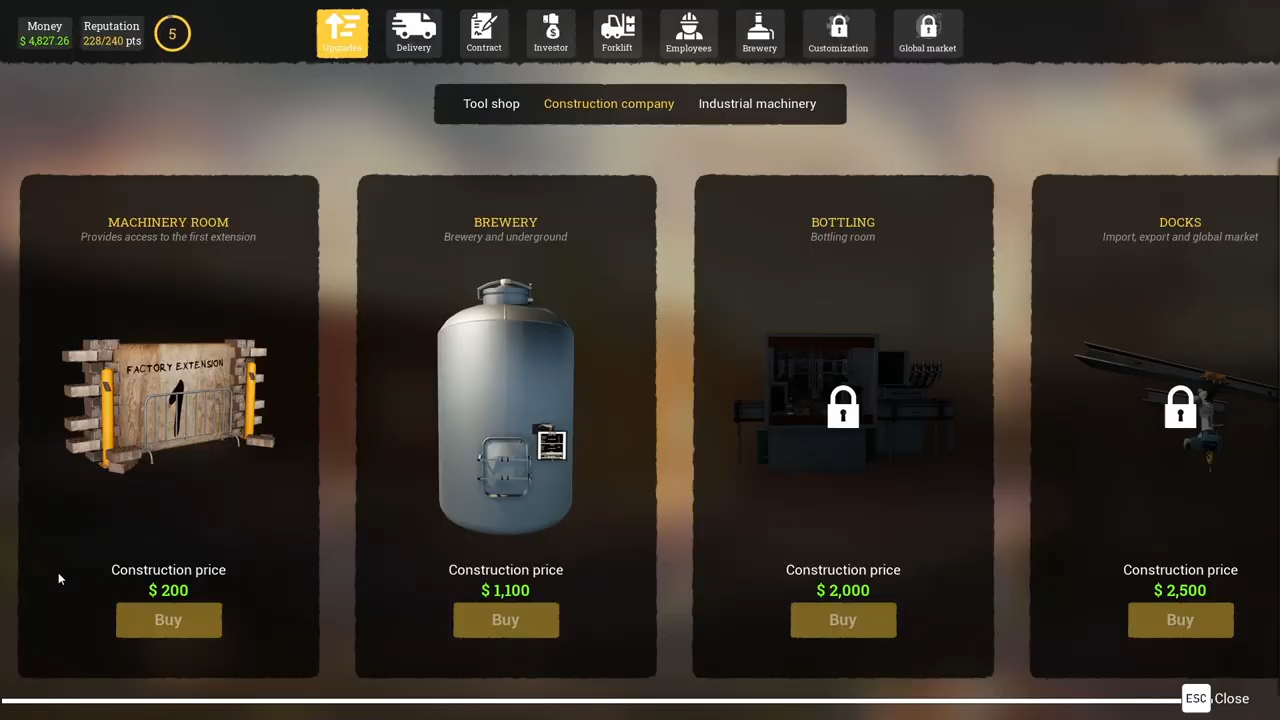 Money
$ 4,827.26
Reputation
228/240 pts
5
Upgrades
Delivery
Contract
Investor
Forklift
Employees
Brewery
Customization
Global market
Tool shop
Construction company
Industrial machinery
MACHINERY ROOM
Provides access to the first extension
FACTORY EXTENSION
1
Construction price
$ 200
Buy
BREWERY
Brewery and underground
Construction price
$ 1,100
Buy
BOTTLING
Bottling room
Construction price
$ 2,000
Buy
DOCKS
Import, export and global market
Construction price
$ 2,500
Buy
ESC Close